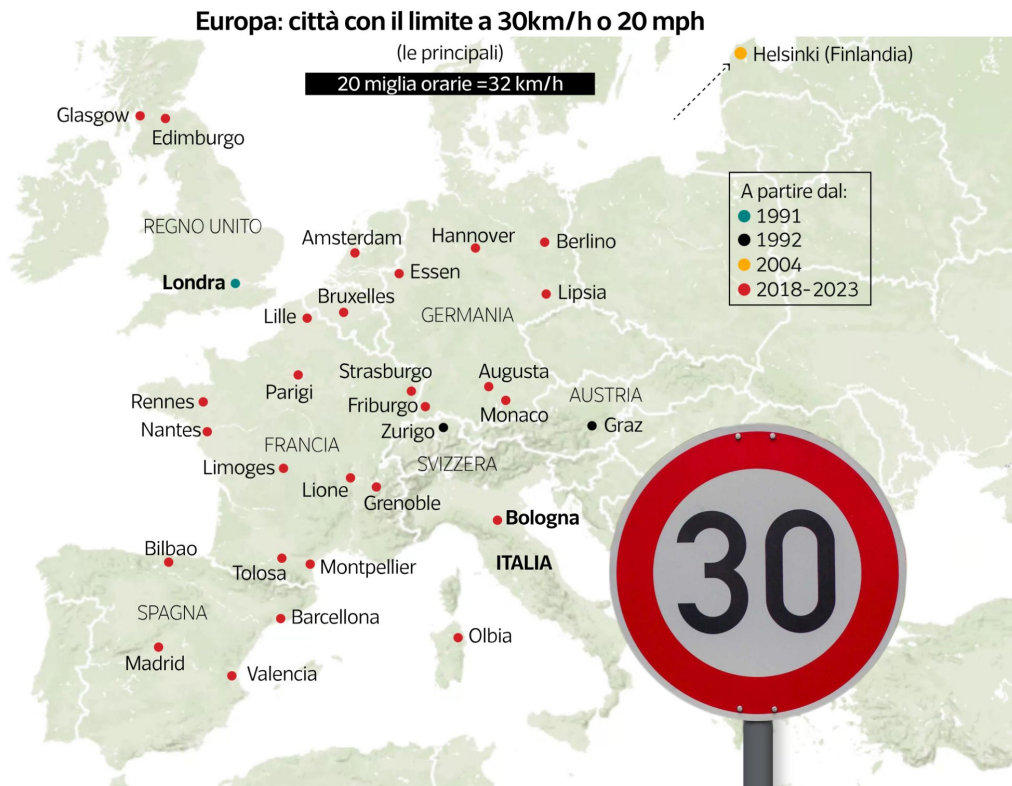 Europa: città con il limite a 30km/h o 20 mph
(le principali)
20 miglia orarie =32 km/h
Helsinki (Finlandia)
Glasgow
Edimburgo
A partire dal:
1991
1992
2004
2018-2023
REGNO UNITO
Amsterdam
Hannover
Berlino
Essen
Londra
Bruxelles
Lipsia
Lille
GERMANIA
Strasburgo
Augusta
Parigi
AUSTRIA
Rennes
Friburgo
Monaco
Nantes
Zurigo
Graz
FRANCIA
SVIZZERA
Limoges
Lione
Grenoble
Bologna
Bilbao
ITALIA
Tolosa
Montpellier
30
SPAGNA
Barcellona
Olbia
Madrid
Valencia